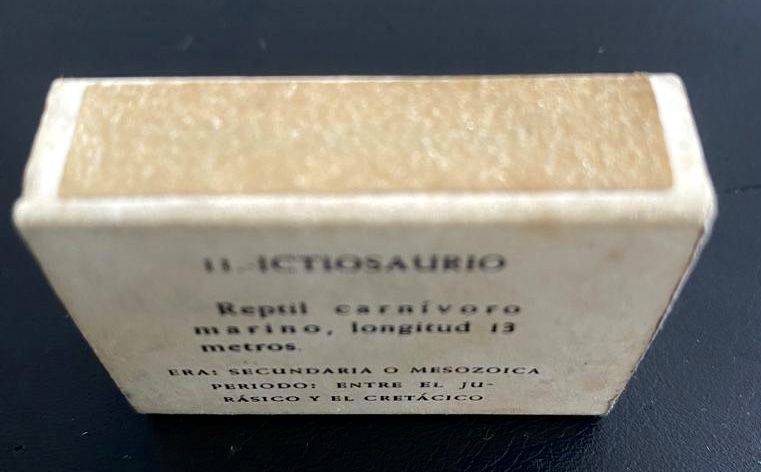 11.-ICTIOSAURIO
Reptil carnívoro
marino, longitud 13
metros.
ERA: SECUNDARIA O MESOZOICA
PERIODO: ENTRE EL JU-
RÁSICO Y EL CRETÁCICO